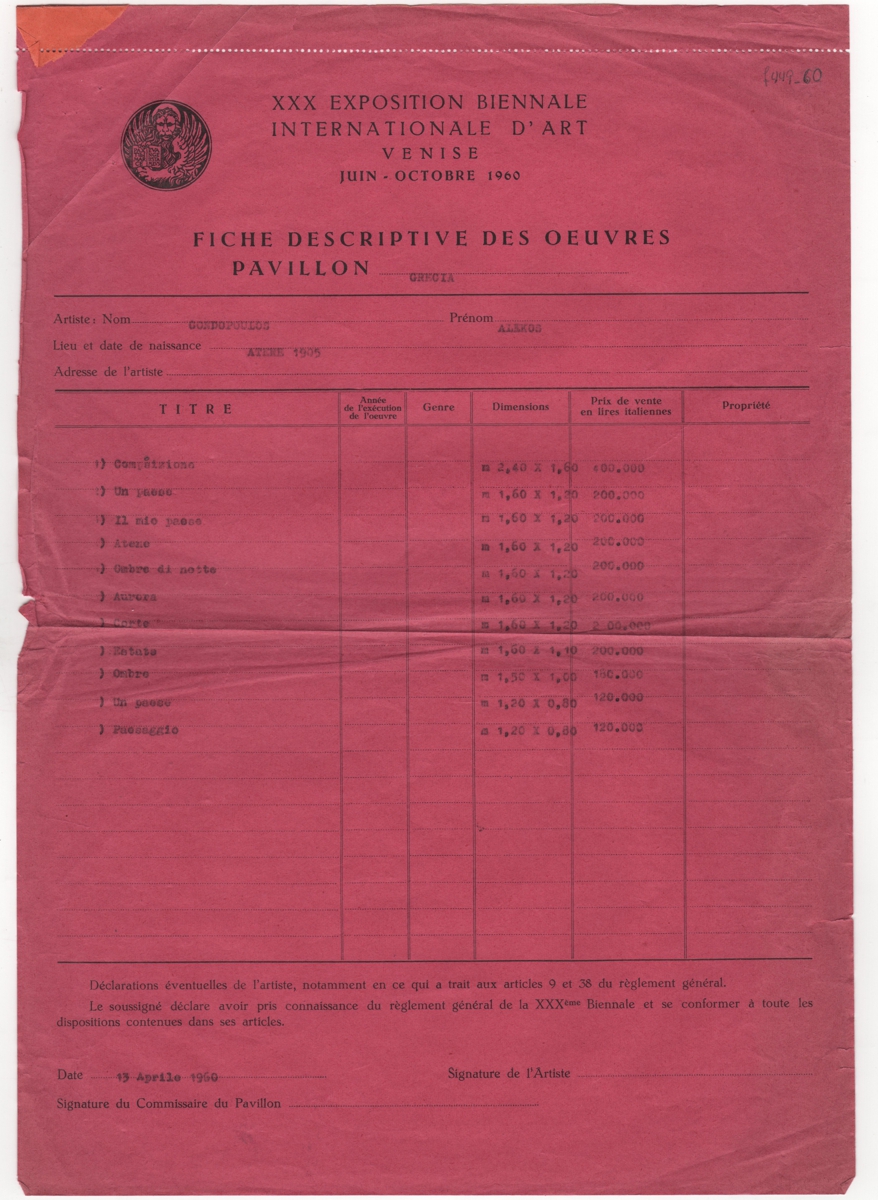 f449_60
XXX EXPOSITION BIENNALE
INTERNATIONALE D'ART
VENISE
JUIN - OCTOBRE 1960
FICHE DESCRIPTIVE DES OEUVRES
PAVILLON GRECIA
Artiste: Nom CONDOPOULOS Prénom ALEKOS
Lieu et date de naissance ATENE 1905
Adresse de l'artiste
TITRE Année de l'exécution de l'oeuvre Genre Dimensions Prix de vente en lires italiennes Propriété
1) Composizione m 2,40 X 1,60 400.000
2) Un paese m 1,60 X 1,20 200.000
) Il mio paese m 1,60 X 1,20 200.000
) Atene m 1,60 X 1,20 200.000
) Ombre di notte m 1,60 X 1,20 200.000
) Aurora m 1,60 X 1,20 200.000
) Corte m 1,60 X 1,20 2 00.000
) Estate m 1,60 X 1,10 200.000
) Ombre m 1,50 X 1,00 150.000
) Un paese m 1,20 X 0,80 120.000
) Paesaggio m 1,20 X 0,80 120.000
Déclarations éventuelles de l'artiste, notamment en ce qui a trait aux articles 9 et 38 du règlement général.
Le soussigné déclare avoir pris connaissance du règlement général de la XXXème Biennale et se conformer à toute les
dispositions contenues dans ses articles.
Date 13 Aprile 1960 Signature de l'Artiste
Signature du Commissaire du Pavillon